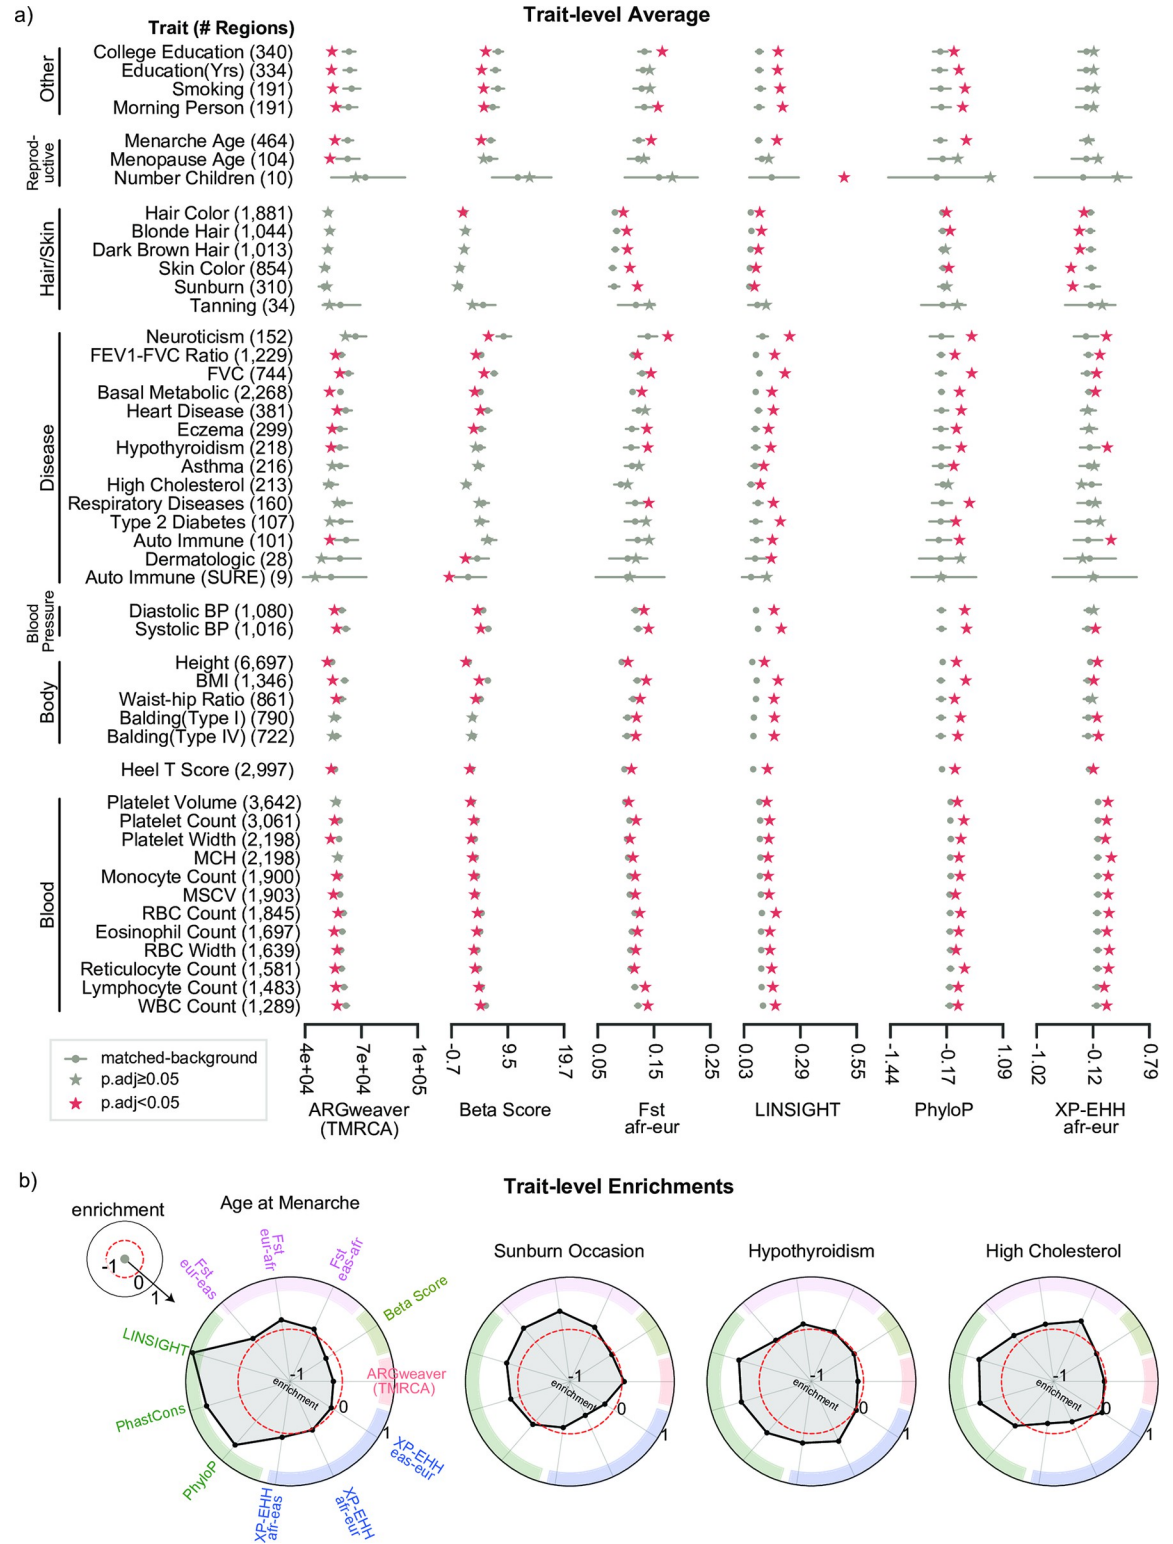 a)
Trait-level Average
Trait (# Regions)
Other
College Education (340)
Education(Yrs) (334)
Smoking (191)
Morning Person (191)
Reprod-
uctive
Menarche Age (464)
Menopause Age (104)
Number Children (10)
Hair/Skin
Hair Color (1,881)
Blonde Hair (1,044)
Dark Brown Hair (1,013)
Skin Color (854)
Sunburn (310)
Tanning (34)
Disease
Neuroticism (152)
FEV1-FVC Ratio (1,229)
FVC (744)
Basal Metabolic (2,268)
Heart Disease (381)
Eczema (299)
Hypothyroidism (218)
Asthma (216)
High Cholesterol (213)
Respiratory Diseases (160)
Type 2 Diabetes (107)
Auto Immune (101)
Dermatologic (28)
Auto Immune (SURE) (9)
Blood
Pressure
Diastolic BP (1,080)
Systolic BP (1,016)
Body
Height (6,697)
BMI (1,346)
Waist-hip Ratio (861)
Balding(Type I) (790)
Balding(Type IV) (722)
Heel T Score (2,997)
Blood
Platelet Volume (3,642)
Platelet Count (3,061)
Platelet Width (2,198)
MCH (2,198)
Monocyte Count (1,900)
MSCV (1,903)
RBC Count (1,845)
Eosinophil Count (1,697)
RBC Width (1,639)
Reticulocyte Count (1,581)
Lymphocyte Count (1,483)
WBC Count (1,289)
4e+04 7e+04 1e+05
-0.7 9.5 19.7
0.05 0.15 0.25
0.03 0.29 0.55
-1.44 -0.17 1.09
-1.02 -0.12 0.79
ARGweaver
(TMRCA)
Beta Score
Fst
afr-eur
LINSIGHT
PhyloP
XP-EHH
afr-eur
matched-background
p.adj≥0.05
p.adj<0.05
b)
Trait-level Enrichments
enrichment
-1
0
1
Age at Menarche
Fst
eur-eas
Fst
eur-afr
Fst
eas-afr
Beta Score
ARGweaver
(TMRCA)
XP-EHH
eas-eur
XP-EHH
afr-eur
XP-EHH
afr-eas
PhyloP
PhastCons
LINSIGHT
-1
enrichment
0
1
Sunburn Occasion
-1
enrichment
0
1
Hypothyroidism
-1
enrichment
0
1
High Cholesterol
-1
enrichment
0
1